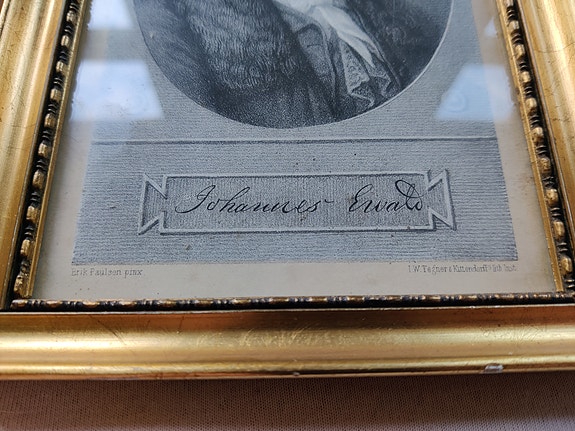 Johannes Ewald
Erik Paulsen pinx.
I.W. Tegner & Kittendorff's lith. Inst.